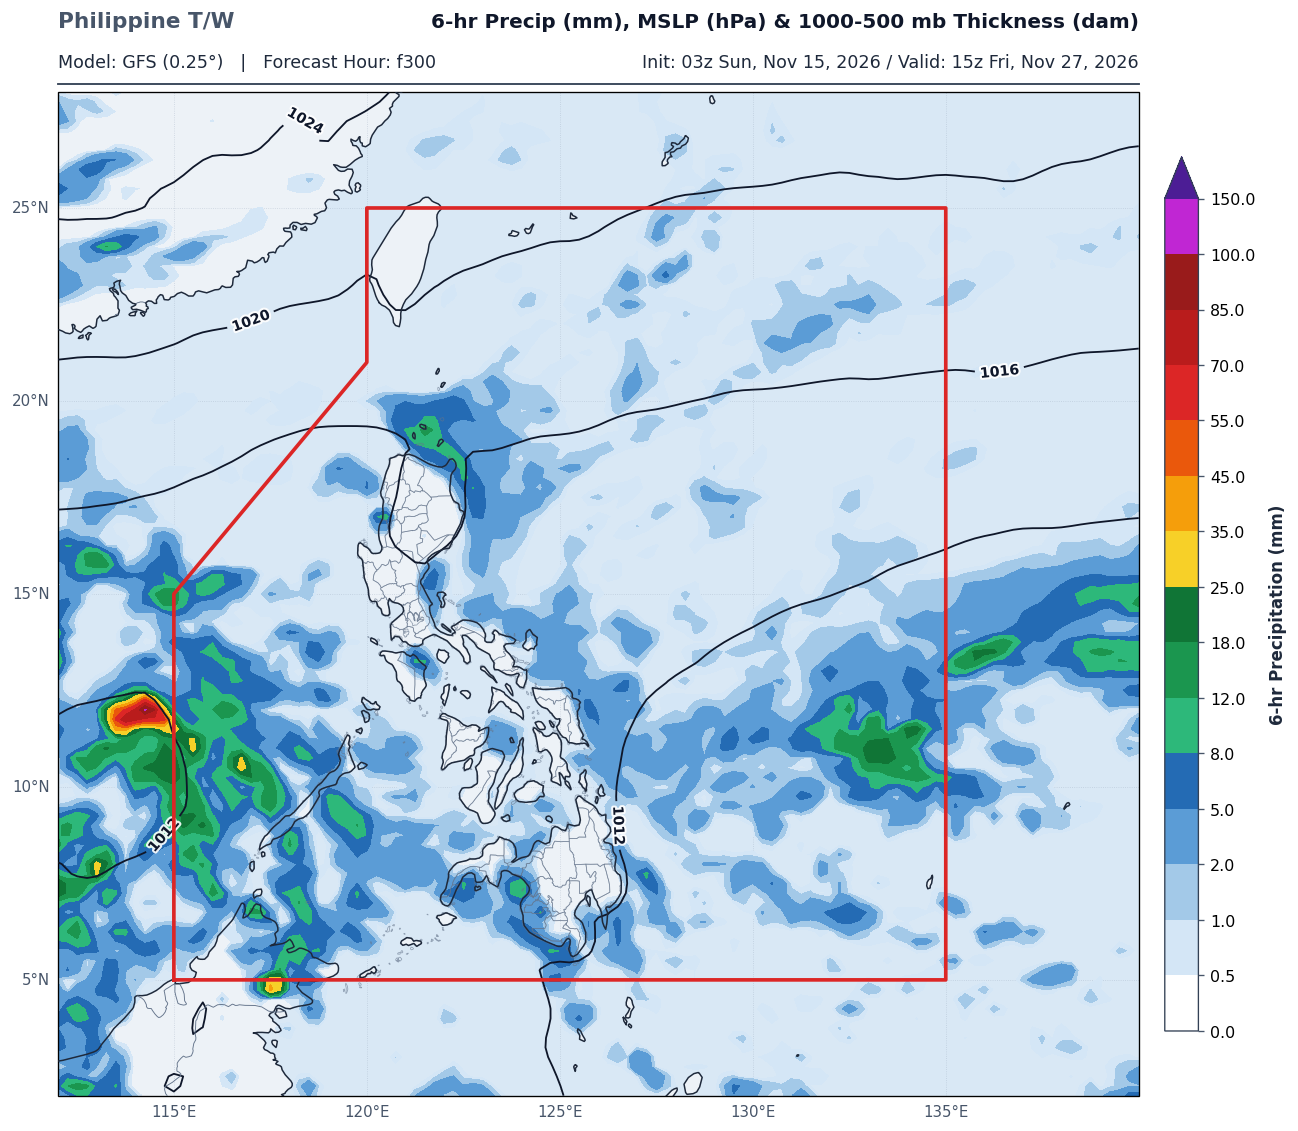 Philippine T/W
6-hr Precip (mm), MSLP (hPa) & 1000-500 mb Thickness (dam)
Model: GFS (0.25°) | Forecast Hour: f300
Init: 03z Sun, Nov 15, 2026 / Valid: 15z Fri, Nov 27, 2026
1024
1020
1016
1012
1012
25°N
20°N
15°N
10°N
5°N
115°E
120°E
125°E
130°E
135°E
150.0
100.0
85.0
70.0
55.0
45.0
35.0
25.0
18.0
12.0
8.0
5.0
2.0
1.0
0.5
0.0
6-hr Precipitation (mm)